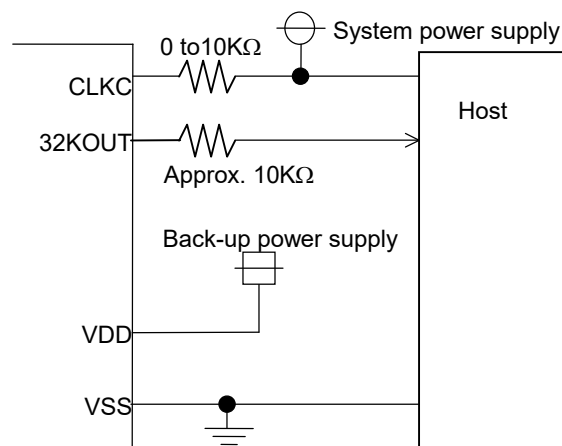 0 to10KΩ
System power supply
CLKC
Host
32KOUT
Approx. 10KΩ
Back-up power supply
VDD
VSS